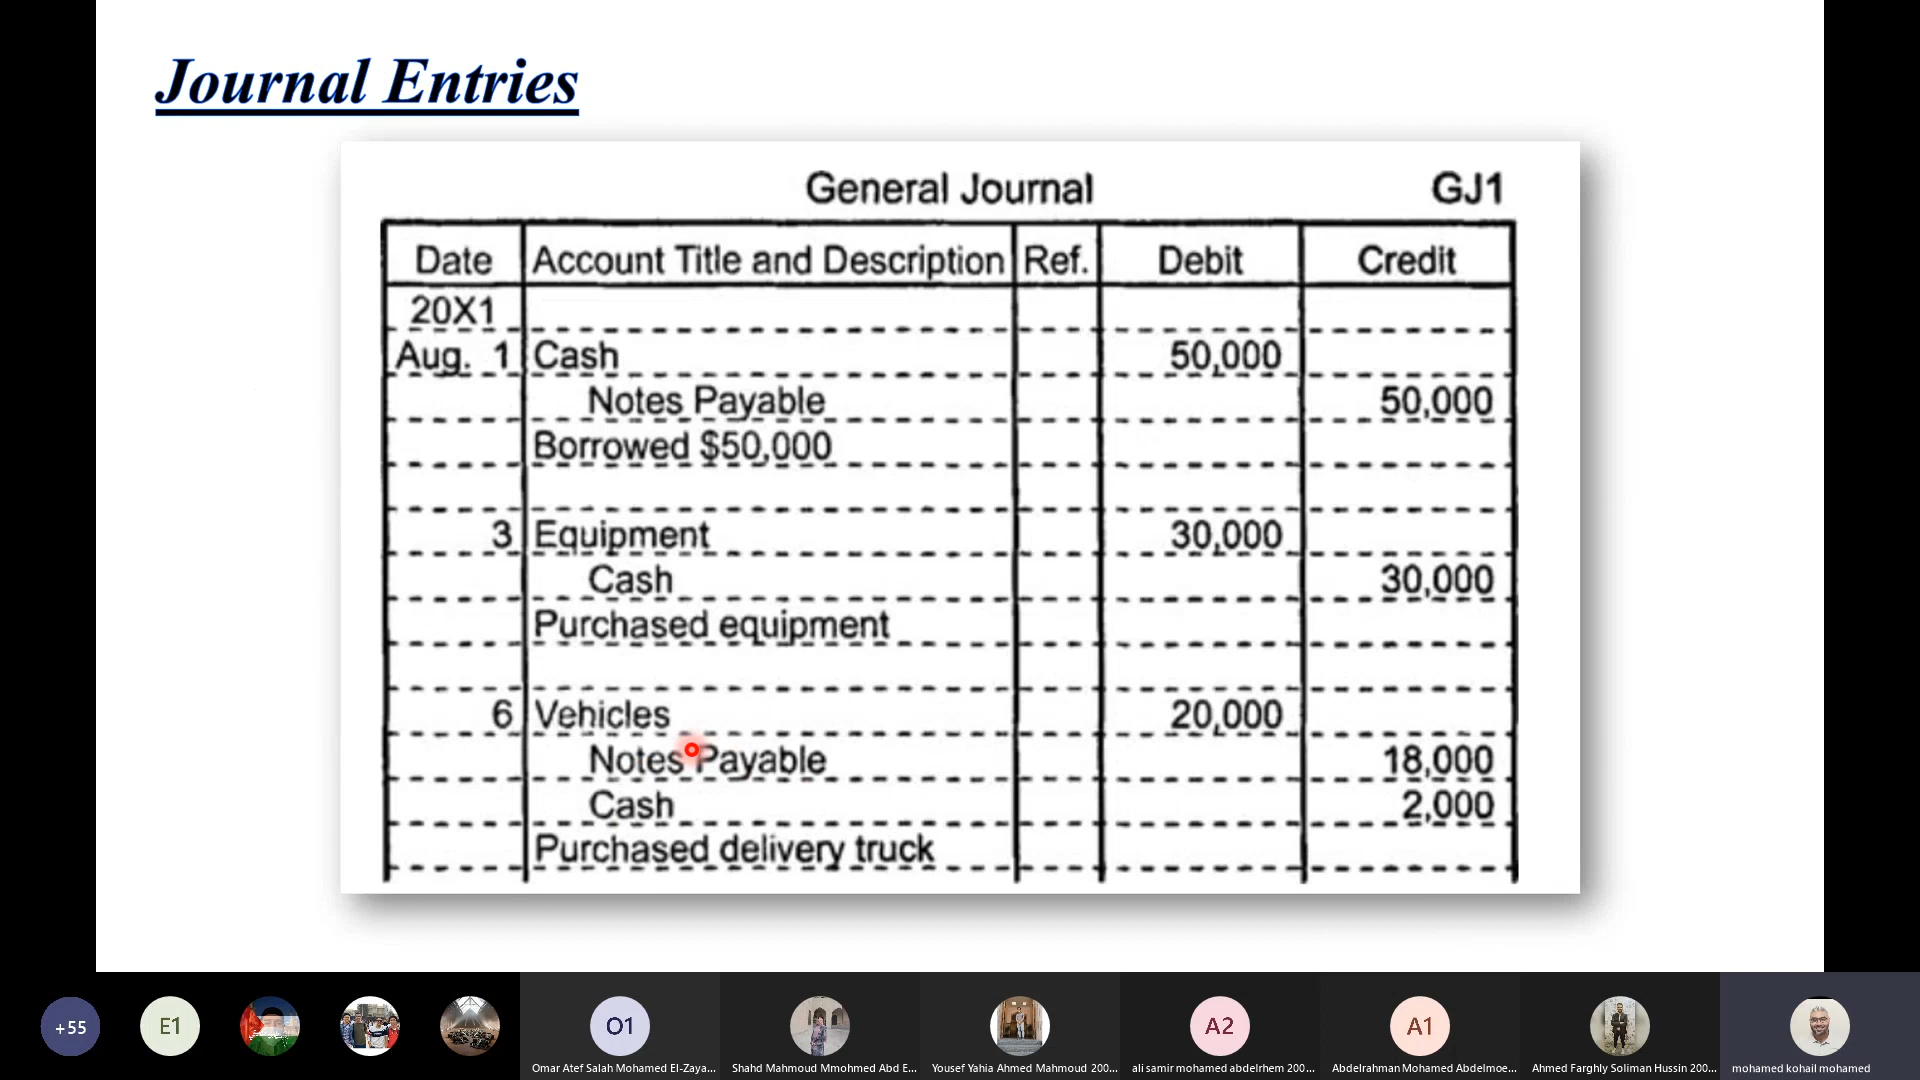 Journal Entries
General Journal GJ1
Date Account Title and Description Ref. Debit Credit
20X1
Aug. 1 Cash 50,000
Notes Payable 50,000
Borrowed $50,000
3 Equipment 30,000
Cash 30,000
Purchased equipment
6 Vehicles 20,000
Notes Payable 18,000
Cash 2,000
Purchased delivery truck
+55 E1 O1 A2 A1
Omar Atef Salah Mohamed El-Zaya... Shahd Mahmoud Mmohmed Abd E... Yousef Yahia Ahmed Mahmoud 200... ali samir mohamed abdelrhem 200... Abdelrahman Mohamed Abdelmoe... Ahmed Farghly Soliman Hussin 200... mohamed kohail mohamed